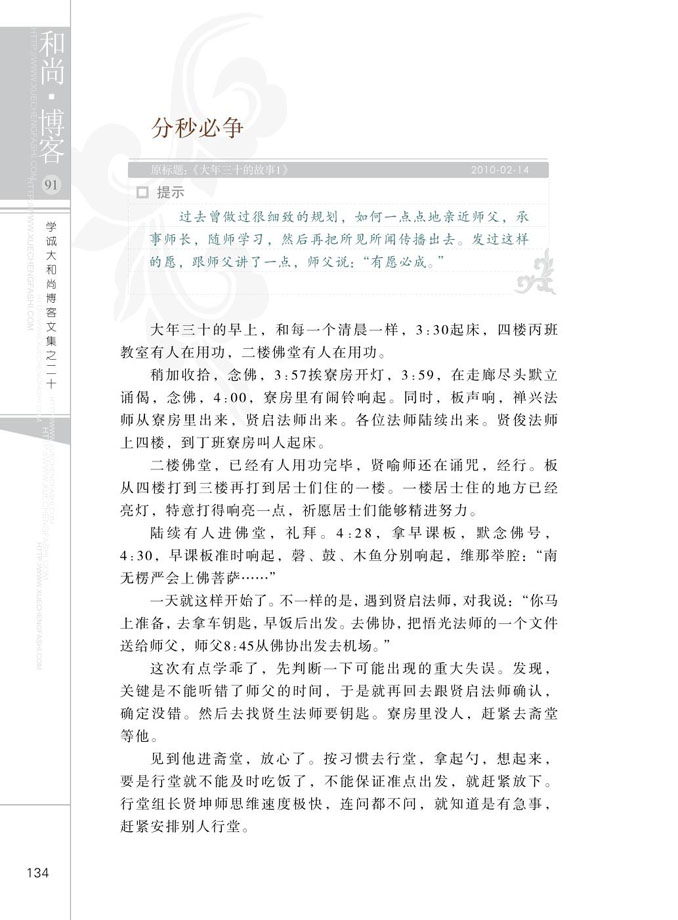 和尚·博客
91
学诚大和尚博客文集之二十
分秒必争
原标题：《大年三十的故事1》 2010-02-14
提示
过去曾做过很细致的规划，如何一点点地亲近师父，承
事师长，随师学习，然后再把所见所闻传播出去。发过这样
的愿，跟师父讲了一点，师父说：“有愿必成。”
大年三十的早上，和每一个清晨一样，3:30起床，四楼丙班
教室有人在用功，二楼佛堂有人在用功。
稍加收拾，念佛，3:57挨寮房开灯，3:59，在走廊尽头默立
诵偈，念佛，4:00，寮房里有闹铃响起。同时，板声响，禅兴法
师从寮房里出来，贤启法师出来。各位法师陆续出来。贤俊法师
上四楼，到丁班寮房叫人起床。
二楼佛堂，已经有人用功完毕，贤喻师还在诵咒，经行。板
从四楼打到三楼再打到居士们住的一楼。一楼居士住的地方已经
亮灯，特意打得响亮一点，祈愿居士们能够精进努力。
陆续有人进佛堂，礼拜。4:28，拿早课板，默念佛号，
4:30，早课板准时响起，磬、鼓、木鱼分别响起，维那举腔：“南
无楞严会上佛菩萨……”
一天就这样开始了。不一样的是，遇到贤启法师，对我说：“你马
上准备，去拿车钥匙，早饭后出发。去佛协，把悟光法师的一个文件
送给师父，师父8:45从佛协出发去机场。”
这次有点学乖了，先判断一下可能出现的重大失误。发现，
关键是不能听错了师父的时间，于是就再回去跟贤启法师确认，
确定没错。然后去找贤生法师要钥匙。寮房里没人，赶紧去斋堂
等他。
见到他进斋堂，放心了。按习惯去行堂，拿起勺，想起来，
要是行堂就不能及时吃饭了，不能保证准点出发，就赶紧放下。
行堂组长贤坤师思维速度极快，连问都不问，就知道是有急事，
赶紧安排别人行堂。
134